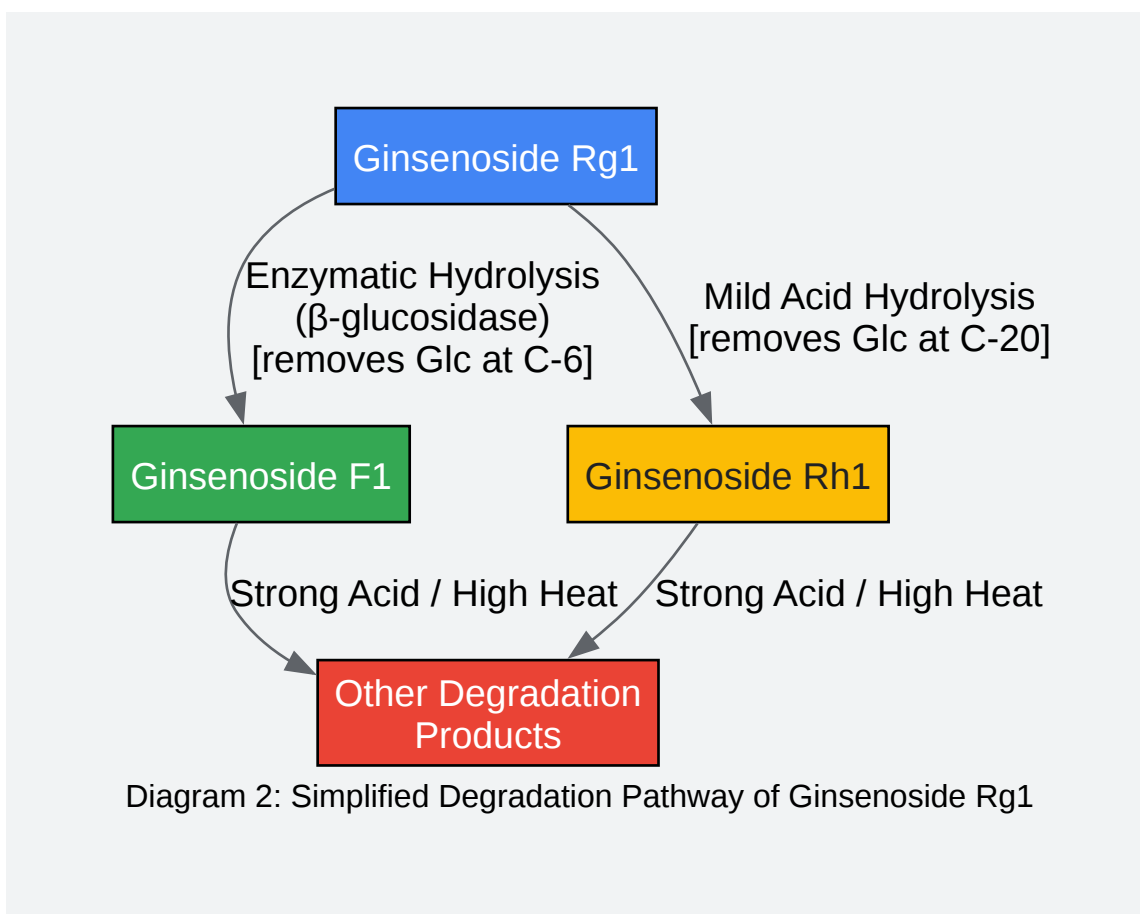 Ginsenoside Rg1
Enzymatic Hydrolysis
(β-glucosidase)
[removes Glc at C-6]
Mild Acid Hydrolysis
[removes Glc at C-20]
Ginsenoside F1
Ginsenoside Rh1
Strong Acid / High Heat
Strong Acid / High Heat
Other Degradation
Products
Diagram 2: Simplified Degradation Pathway of Ginsenoside Rg1